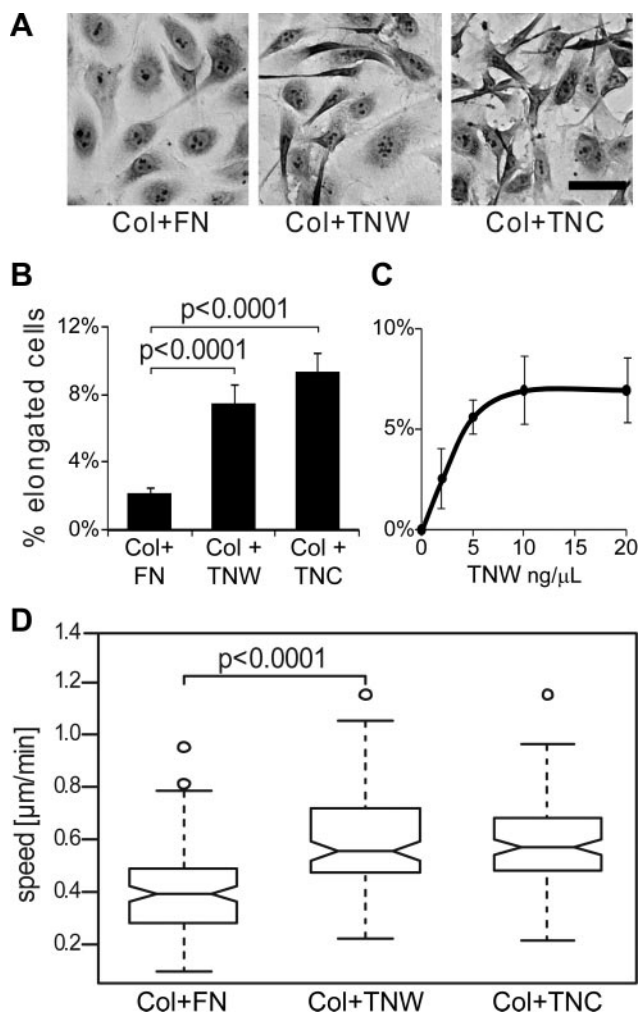 A
Col+FN
Col+TNW
Col+TNC
B
% elongated cells
12%
8%
4%
0%
p<0.0001
p<0.0001
Col+ Col + Col +
FN TNW TNC
C
10%
5%
0%
0 5 10 15 20
TNW ng/μL
D
speed [μm/min]
1.4
1.2
1.0
0.8
0.6
0.4
0.2
p<0.0001
Col+FN Col+TNW Col+TNC